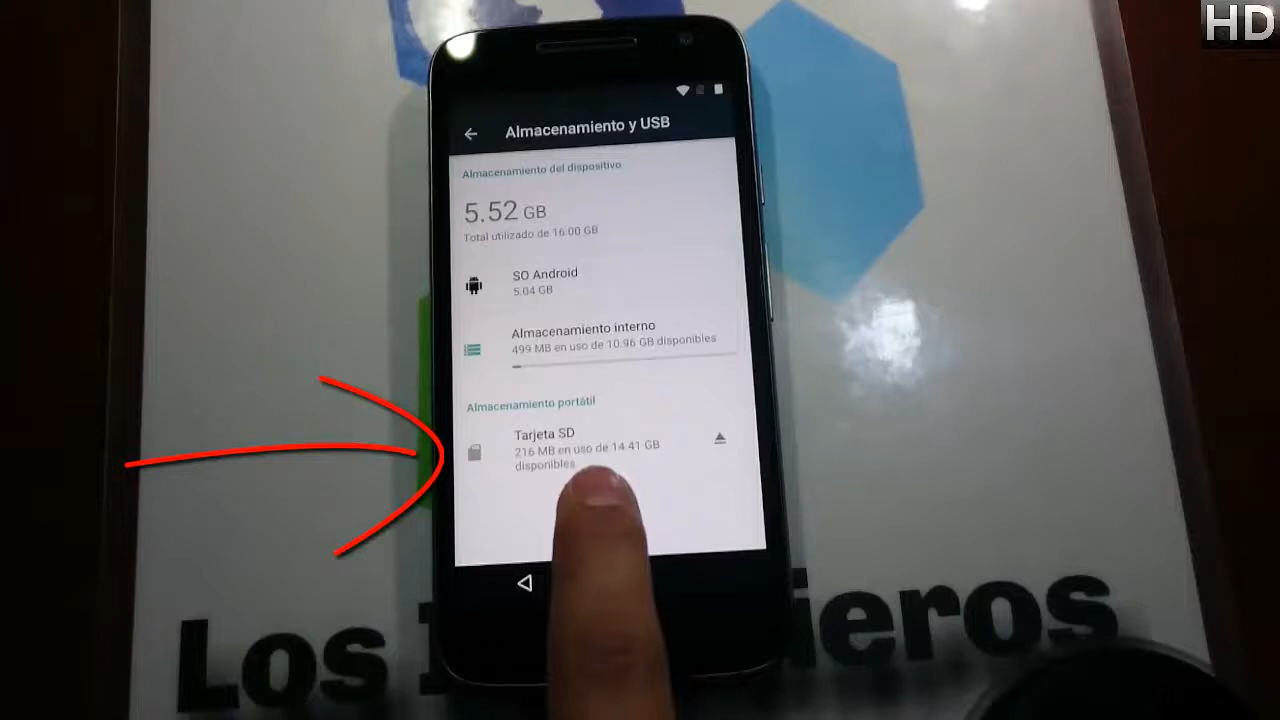 HD
Almacenamiento y USB
Almacenamiento del dispositivo
5.52 GB
Total utilizado de 16.00 GB
SO Android
5.04 GB
Almacenamiento interno
499 MB en uso de 10.96 GB disponibles
Almacenamiento portátil
Tarjeta SD
216 MB en uso de 14.41 GB
disponibles
Los